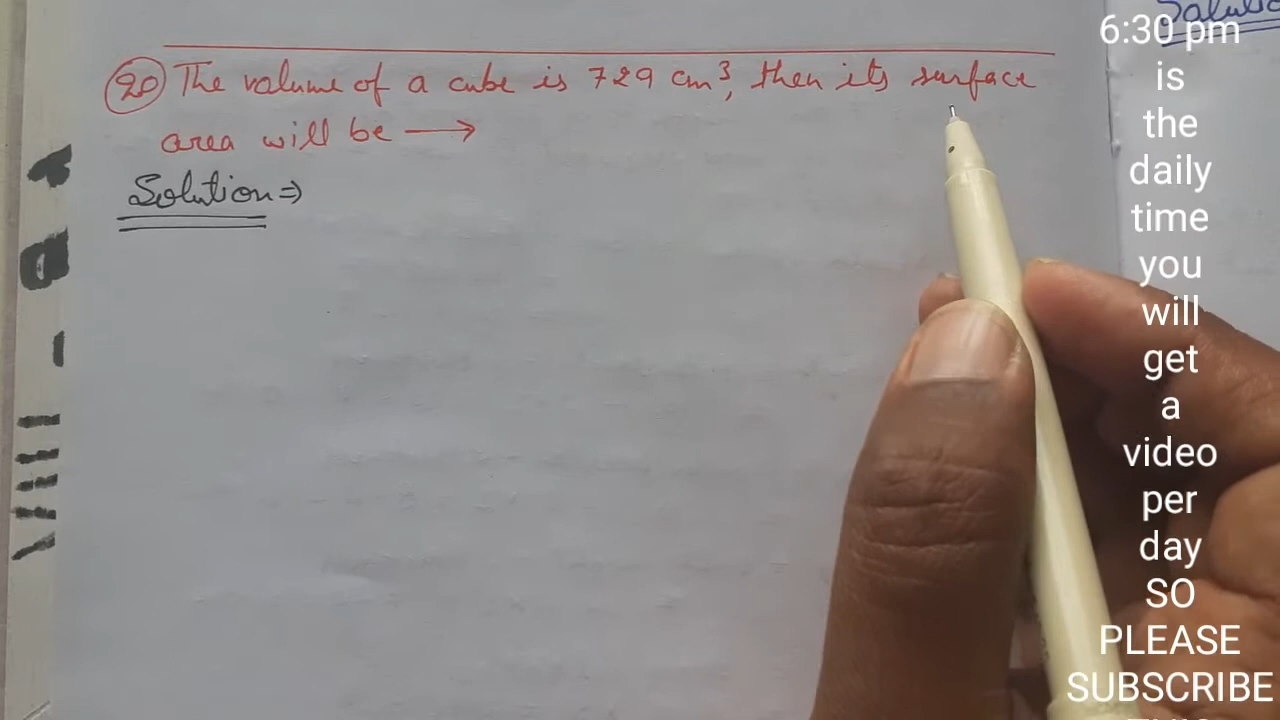 20 The volume of a cube is 729 cm³, then its surface
area will be →
Solution ⇒
6:30 pm
is
the
daily
time
you
will
get
a
video
per
day
SO
PLEASE
SUBSCRIBE